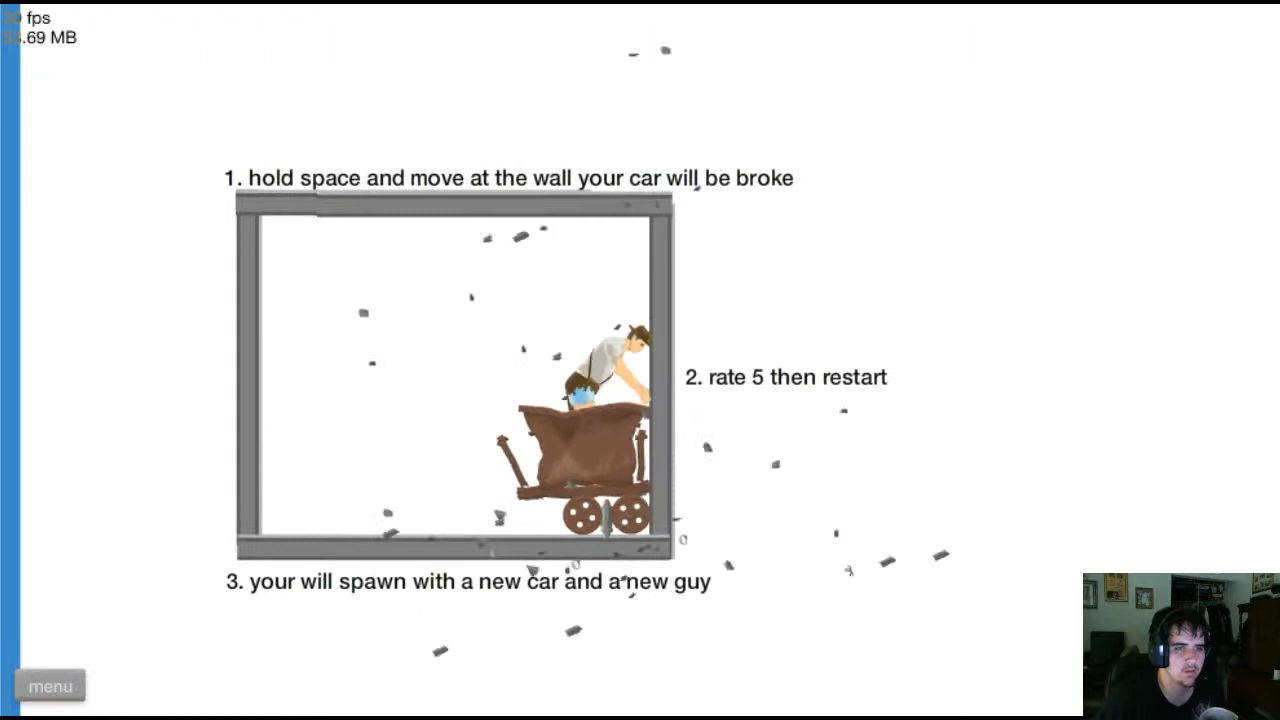 fps
.69 MB
1. hold space and move at the wall your car will be broke
2. rate 5 then restart
3. your will spawn with a new car and a new guy
menu